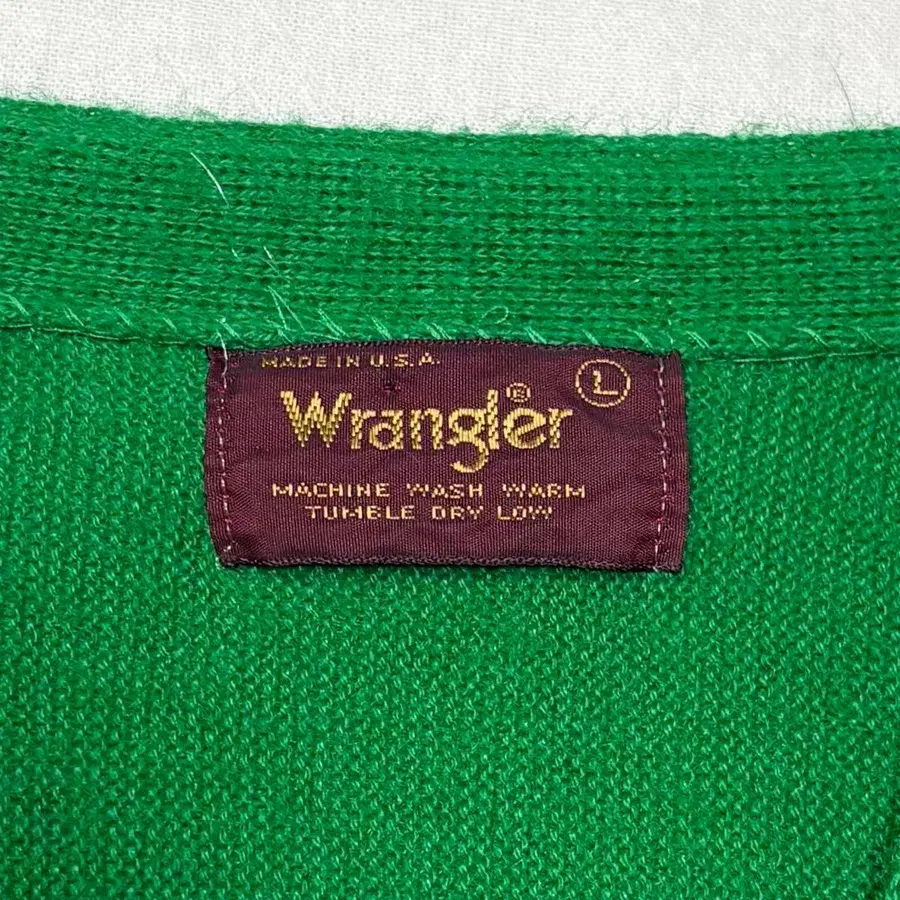 MADE IN U.S.A.
L
Wrangler®
MACHINE WASH WARM
TUMBLE DRY LOW